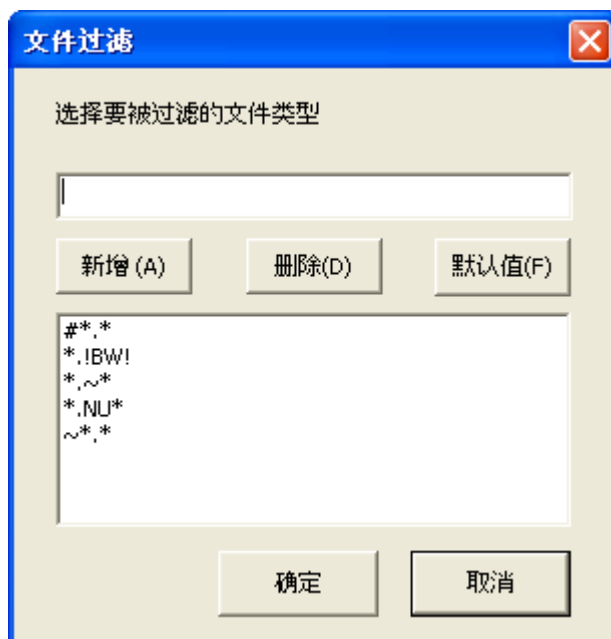 文件过滤
选择要被过滤的文件类型
新增(A) 删除(D) 默认值(F)
#*.*
*.!BW!
*.~*
*.NU*
~*.*
确定 取消